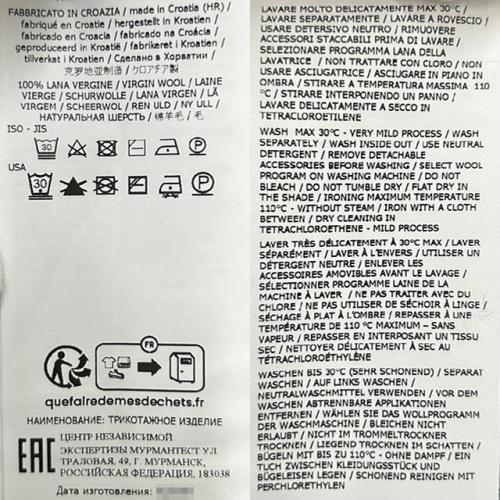 FABBRICATO IN CROAZIA / made in Croatia (HR) /
fabriqué en Croatie / hergestellt in Kroatien /
fabricado en Croacia / fabricado na Croácia /
geproduceerd in Kroatië / fabrikeret i Kroatien /
tillverkat i Kroatien / Сделано в Хорватии /
克罗地亚制造 / クロアチア製
100% LANA VERGINE / VIRGIN WOOL / LAINE
VIERGE / SCHURWOLLE / LANA VIRGEN / LÃ
VIRGEM / SCHEERWOL / REN ULD / NY ULL /
НАТУРАЛЬНАЯ ШЕРСТЬ / 绵羊毛 / 毛
ISO - JIS
30
P
USA
30
P
FR
quefairedemesdechets.fr
НАИМЕНОВАНИЕ: ТРИКОТАЖНОЕ ИЗДЕЛИЕ
EAC
ЦЕНТР НЕЗАВИСИМОЙ
ЭКСПЕРТИЗЫ МУРМАНТЕСТ УЛ.
ТРАЛОВАЯ, 49, Г. МУРМАНСК,
РОССИЙСКАЯ ФЕДЕРАЦИЯ, 183038
Дата изготовления:
LAVARE MOLTO DELICATAMENTE MAX 30°C /
LAVARE SEPARATAMENTE / LAVARE A ROVESCIO /
USARE DETERSIVO NEUTRO / RIMUOVERE
ACCESSORI STACCABILI PRIMA DI LAVARE /
SELEZIONARE PROGRAMMA LANA DELLA
LAVATRICE / NON TRATTARE CON CLORO / NON
USARE ASCIUGATRICE / ASCIUGARE IN PIANO IN
OMBRA / STIRARE A TEMPERATURA MASSIMA 110
°C / STIRARE INTERPONENDO UN PANNO /
LAVARE DELICATAMENTE A SECCO IN
TETRACLOROETILENE
WASH MAX 30°C - VERY MILD PROCESS / WASH
SEPARATELY / WASH INSIDE OUT / USE NEUTRAL
DETERGENT / REMOVE DETACHABLE
ACCESSORIES BEFORE WASHING / SELECT WOOL
PROGRAM ON WASHING MACHINE / DO NOT
BLEACH / DO NOT TUMBLE DRY / FLAT DRY IN
THE SHADE / IRONING MAXIMUM TEMPERATURE
110°C - WITHOUT STEAM / IRON WITH A CLOTH
BETWEEN / DRY CLEANING IN
TETRACHLOROETHENE - MILD PROCESS
LAVER TRÈS DÉLICATEMENT À 30°C MAX / LAVER
SÉPARÉMENT / LAVER À L'ENVERS / UTILISER UN
DÉTERGENT NEUTRE / ENLEVER LES
ACCESSOIRES AMOVIBLES AVANT LE LAVAGE /
SÉLECTIONNER PROGRAMME LAINE DE LA
MACHINE À LAVER / NE PAS TRAITER AVEC DU
CHLORE / NE PAS UTILISER DE SÉCHOIR À LINGE /
SÉCHAGE À PLAT À L'OMBRE / REPASSER À UNE
TEMPÉRATURE DE 110 °C MAXIMUM – SANS
VAPEUR / REPASSER EN INTERPOSANT UN TISSU
SEC / NETTOYER DÉLICATEMENT À SEC AU
TÉTRACHLOROÉTHYLÈNE
WASCHEN BIS 30°C (SEHR SCHONEND) / SEPARAT
WASCHEN / AUF LINKS WASCHEN /
NEUTRALWASCHMITTEL VERWENDEN / VOR DEM
WASCHEN ABTRENNBARE APPLIKATIONEN
ENTFERNEN / WÄHLEN SIE DAS WOLLPROGRAMM
DER WASCHMASCHINE / BLEICHEN NICHT
ERLAUBT / NICHT IM TROMMELTROCKNER
TROCKNEN / LIEGEND TROCKNEN IM SCHATTEN /
BÜGELN MIT BIS ZU 110°C - OHNE DAMPF / EIN
TUCH ZWISCHEN KLEIDUNGSSTÜCK UND
BÜGELEISEN LEGEN / SCHONEND REINIGEN MIT
PERCHLORETHYLEN